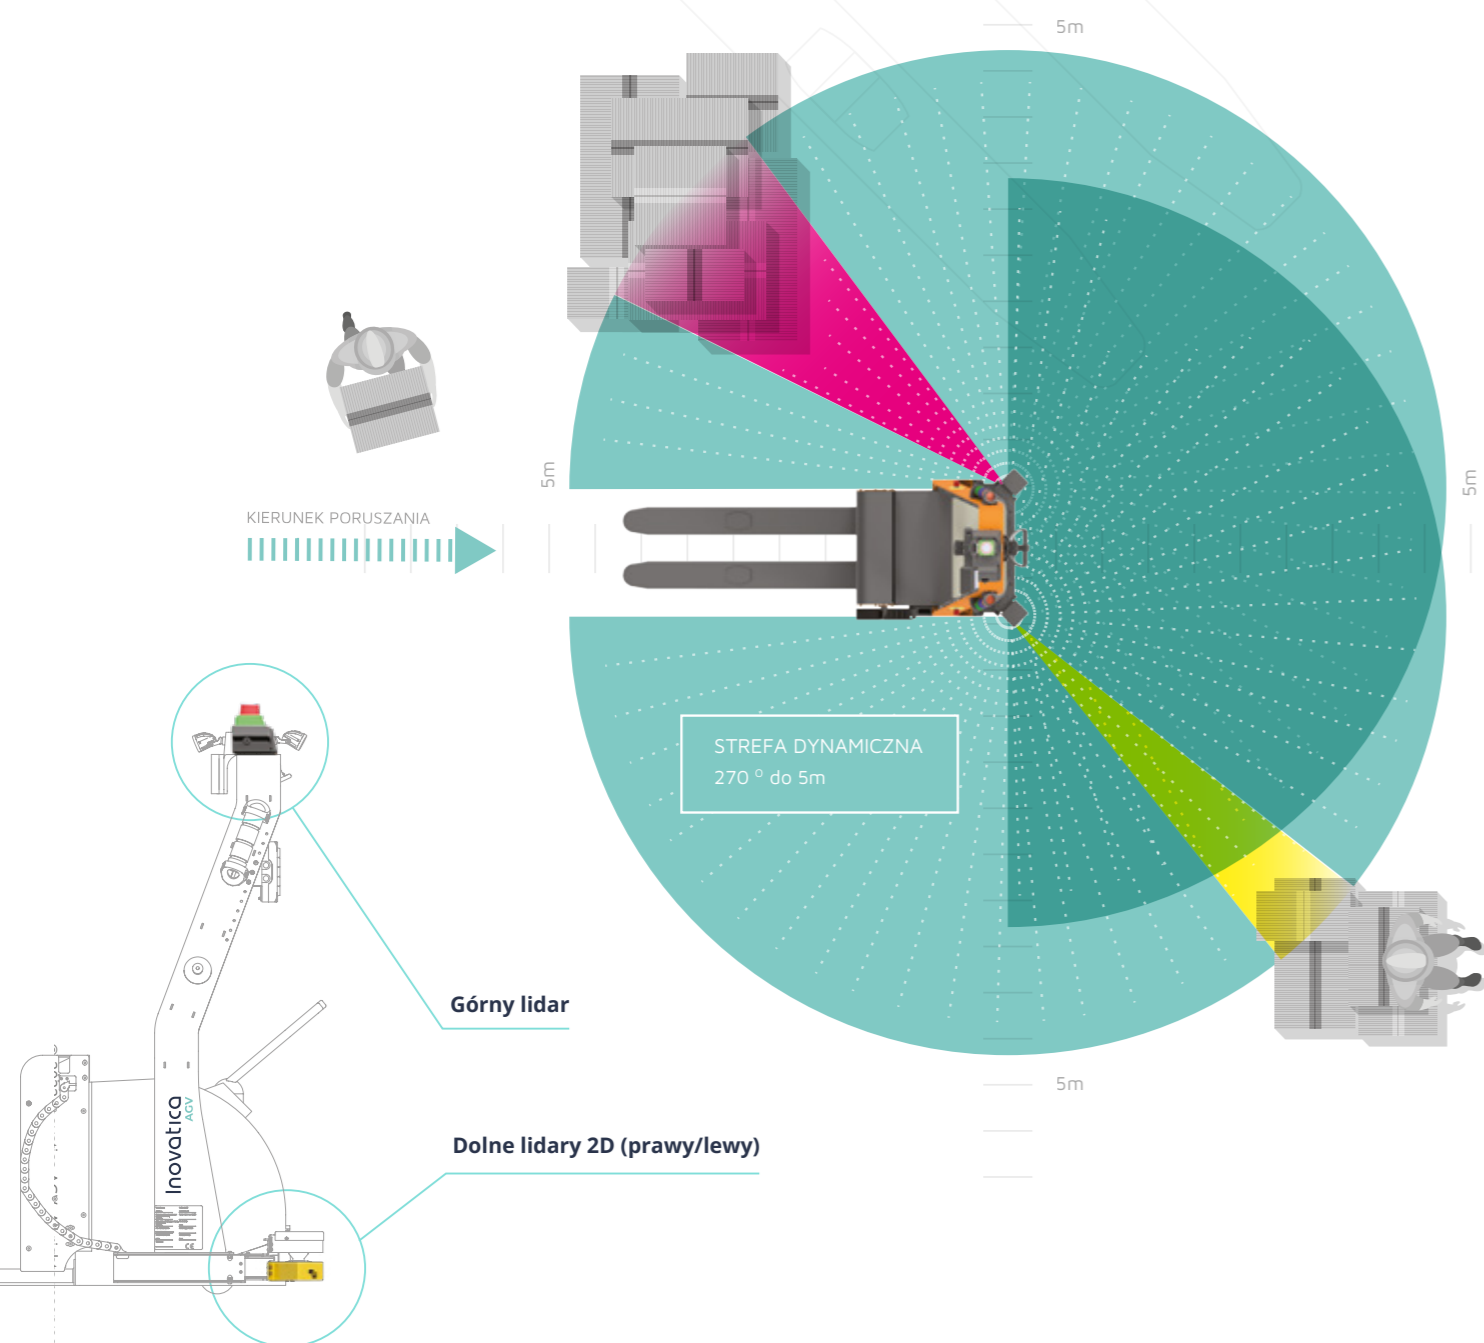 5m
5m
5m
KIERUNEK PORUSZANIA
STREFA DYNAMICZNA
270 º do 5m
Górny lidar
5m
Inovatica
AGV
Dolne lidary 2D (prawy/lewy)
CE